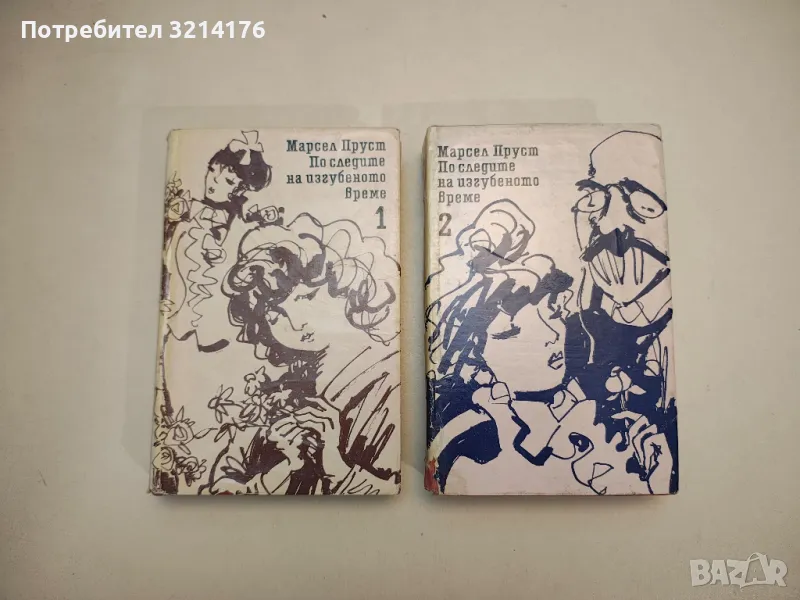 Потребител 3214176
Марсел Пруст
По следите
на изгубеното
време
1
Марсел Пруст
По следите
на изгубеното
време
2
BAZAR